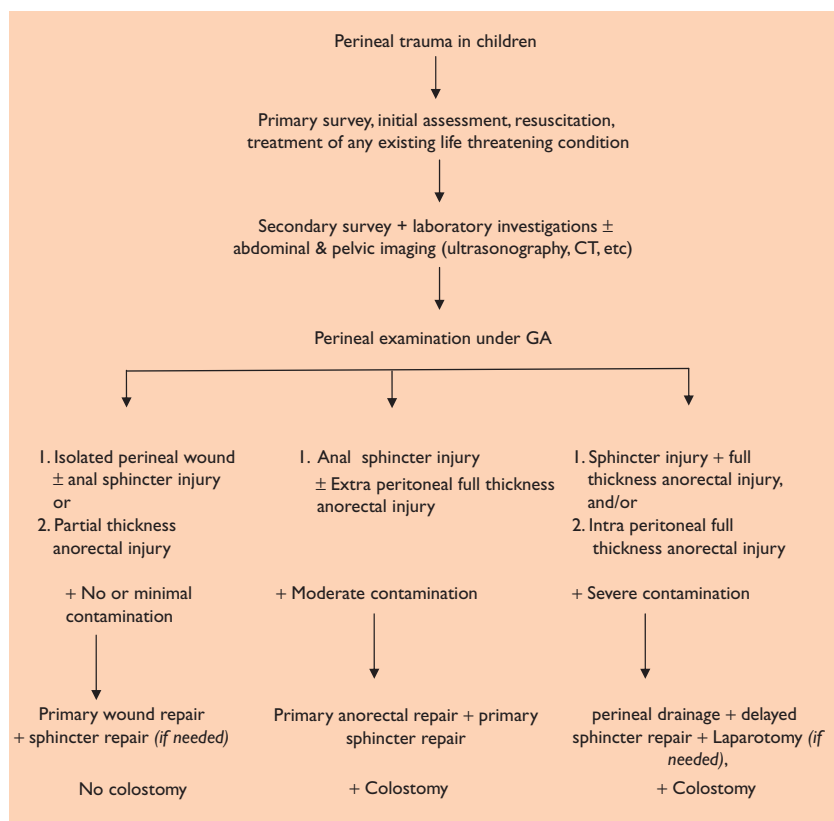 Perineal trauma in children
Primary survey, initial assessment, resuscitation,
treatment of any existing life threatening condition
Secondary survey + laboratory investigations ±
abdominal & pelvic imaging (ultrasonography, CT, etc)
Perineal examination under GA
1. Isolated perineal wound
± anal sphincter injury
or
2. Partial thickness
anorectal injury
+ No or minimal
contamination
Primary wound repair
+ sphincter repair (if needed)
No colostomy
1. Anal sphincter injury
± Extra peritoneal full thickness
anorectal injury
+ Moderate contamination
Primary anorectal repair + primary
sphincter repair
+ Colostomy
1. Sphincter injury + full
thickness anorectal injury,
and/or
2. Intra peritoneal full
thickness anorectal injury
+ Severe contamination
perineal drainage + delayed
sphincter repair + Laparotomy (if
needed),
+ Colostomy